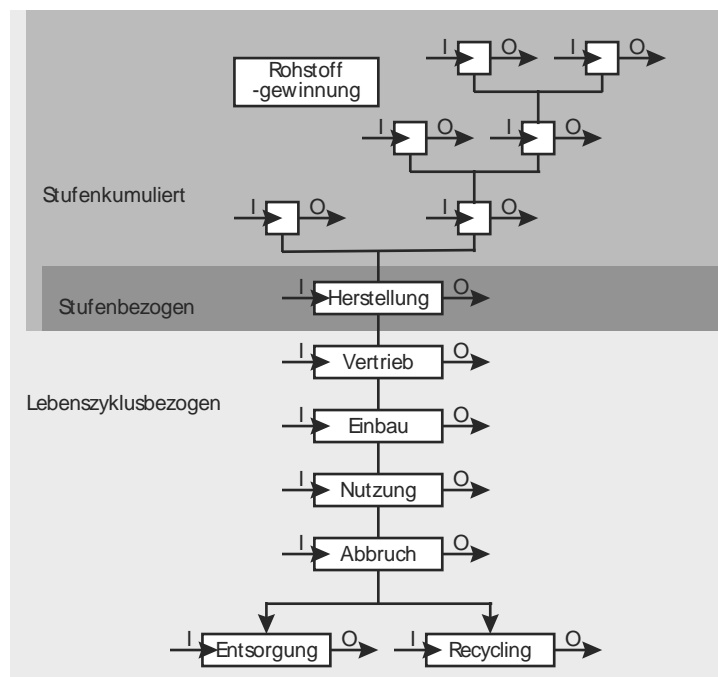 I O I O
Rohstoff
-gewinnung
I O I O
Stufenkumuliert
I O I O
Stufenbezogen
I Herstellung O
I Vertrieb O
Lebenszyklusbezogen
I Einbau O
I Nutzung O
I Abbruch O
I Entsorgung O I Recycling O